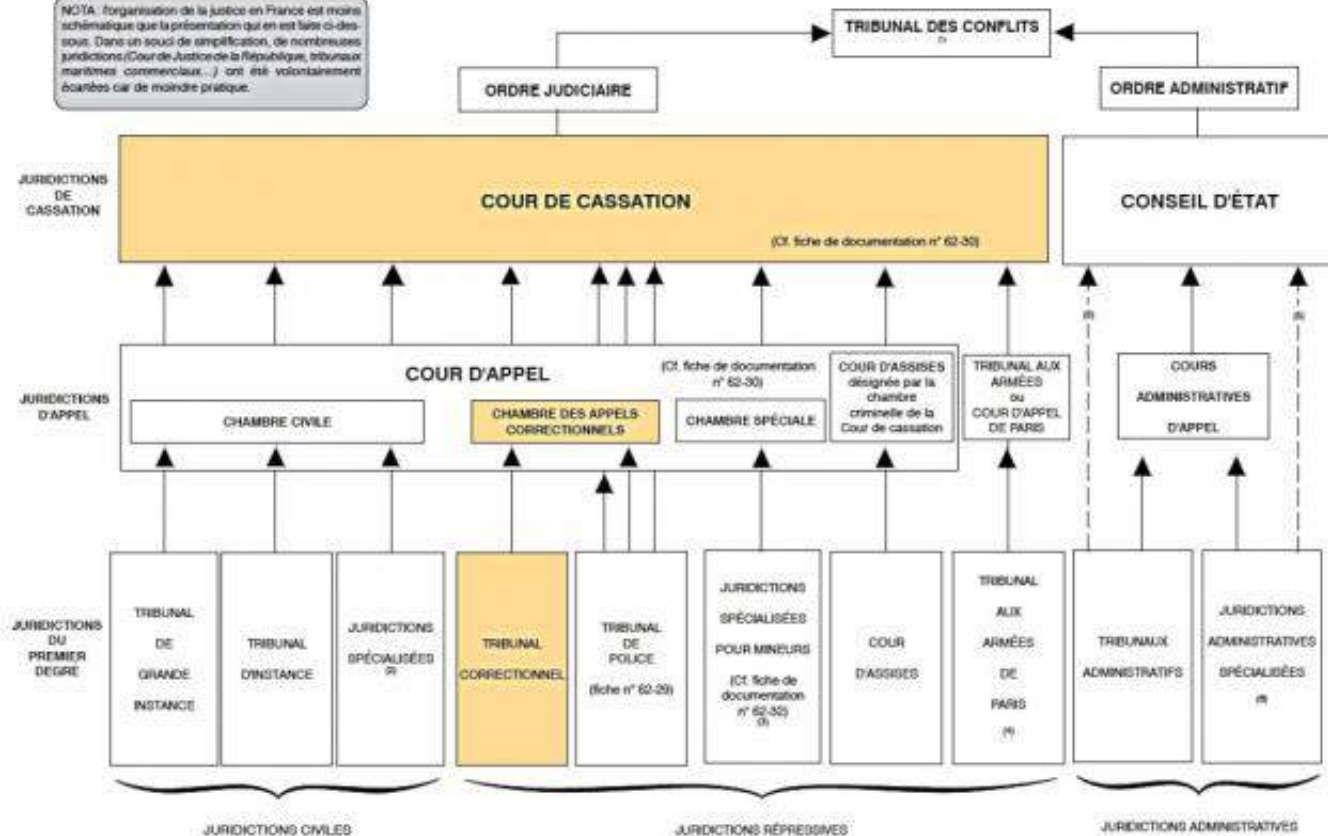 NOTA : l'organisation de la justice en France est moins
schématique que la présentation qui en est faite ci-des-
sous. Dans un souci de simplification, de nombreuses
juridictions (Cour de Justice de la République, tribunaux
maritimes commerciaux...) ont été volontairement
écartées car de moindre pratique.
TRIBUNAL DES CONFLITS
ORDRE JUDICIAIRE
ORDRE ADMINISTRATIF
JURIDICTIONS
DE
CASSATION
COUR DE CASSATION
(Cf. fiche de documentation n° 62-30)
CONSEIL D'ÉTAT
JURIDICTIONS
D'APPEL
COUR D'APPEL
(Cf. fiche de documentation
n° 62-30)
CHAMBRE CIVILE
CHAMBRE DES APPELS
CORRECTIONNELS
CHAMBRE SPÉCIALE
COUR D'ASSISES
désignée par la
chambre
criminelle de la
Cour de cassation
TRIBUNAL AUX
ARMÉES
ou
COUR D'APPEL
DE PARIS
COURS
ADMINISTRATIVES
D'APPEL
JURIDICTIONS
DU
PREMIER
DEGRÉ
TRIBUNAL
DE
GRANDE
INSTANCE
TRIBUNAL
D'INSTANCE
JURIDICTIONS
SPÉCIALISÉES
(2)
TRIBUNAL
CORRECTIONNEL
TRIBUNAL
DE
POLICE
(fiche n° 62-29)
JURIDICTIONS
SPÉCIALISÉES
POUR MINEURS
(Cf. fiche de
documentation
n° 62-32)
(3)
COUR
D'ASSISES
TRIBUNAL
AUX
ARMÉES
DE
PARIS
(4)
TRIBUNAUX
ADMINISTRATIFS
JURIDICTIONS
ADMINISTRATIVES
SPÉCIALISÉES
JURIDICTIONS CIVILES
JURIDICTIONS RÉPRESSIVES
JURIDICTIONS ADMINISTRATIVES